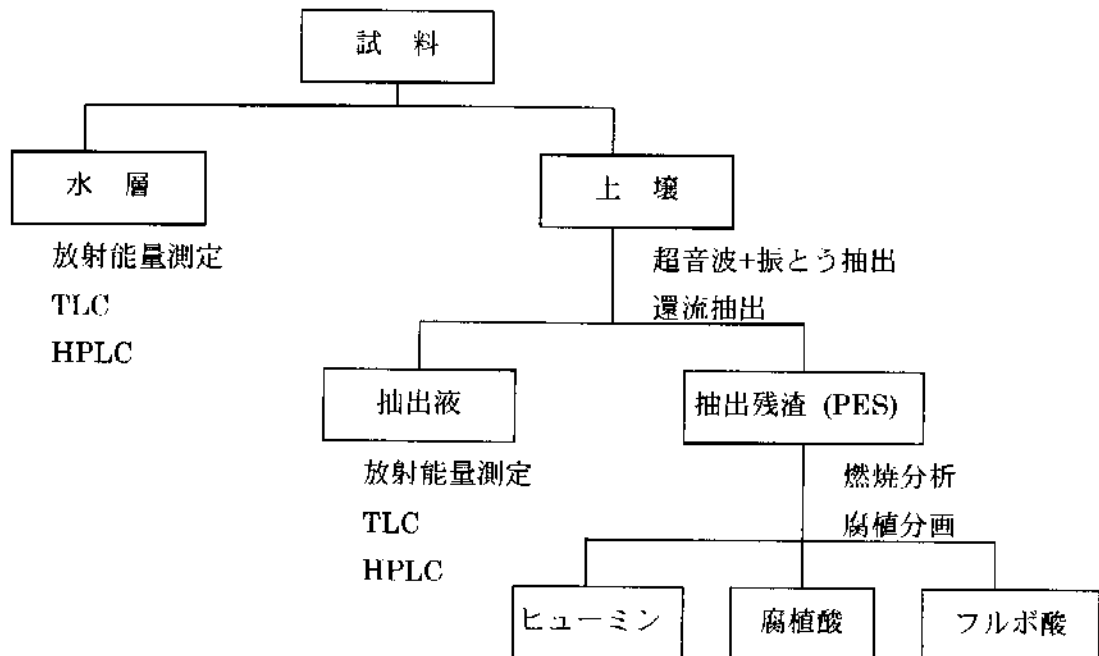 試 料
水 層
土 壌
放射能量測定
TLC
HPLC
超音波+振とう抽出
還流抽出
抽出液
抽出残渣 (PES)
放射能量測定
TLC
HPLC
燃焼分析
腐植分画
ヒューミン
腐植酸
フルボ酸